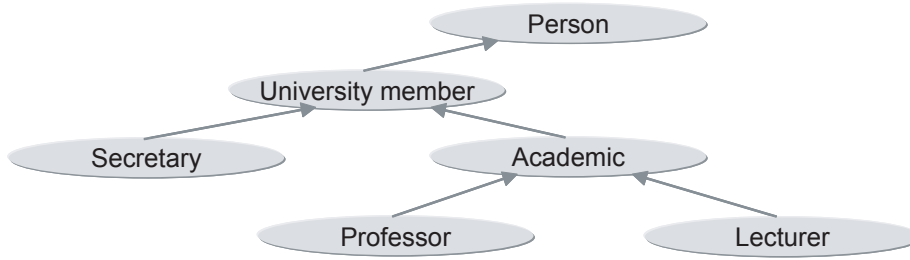 Person
University member
Secretary
Academic
Professor
Lecturer